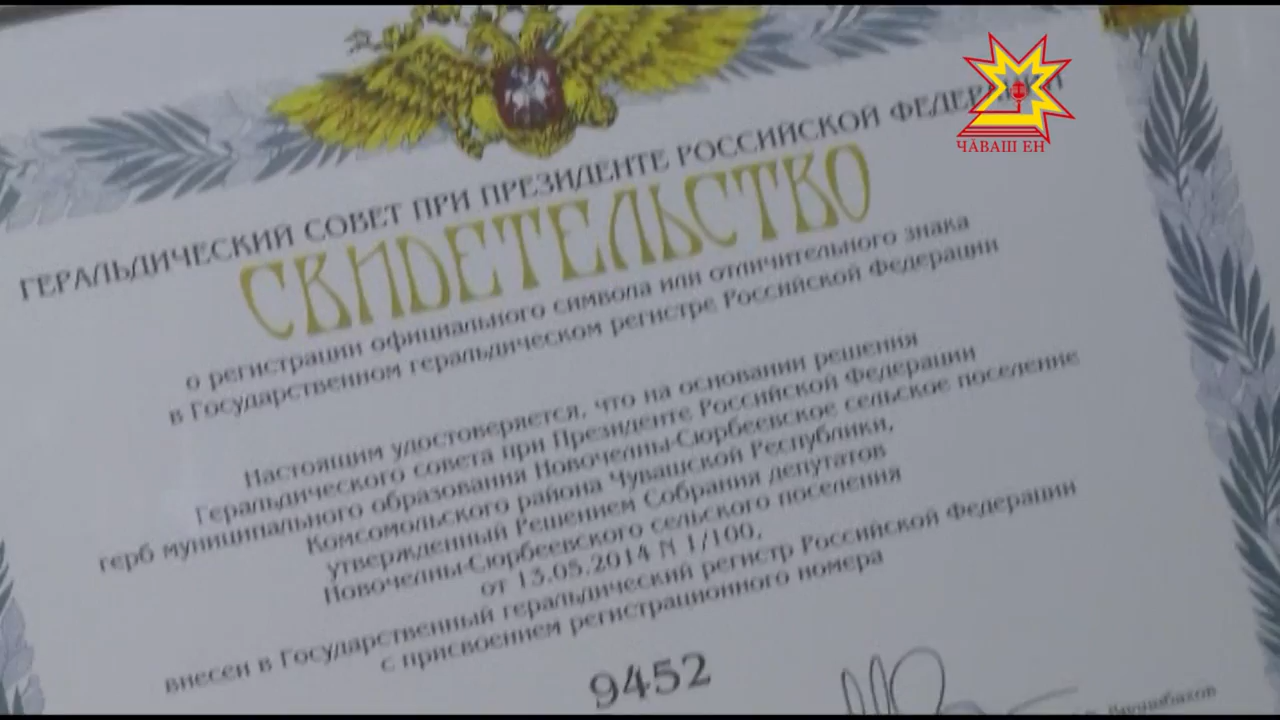 ЧӐВАШ ЕН
ГЕРАЛЬДИЧЕСКИЙ СОВЕТ ПРИ ПРЕЗИДЕНТЕ РОССИЙСКОЙ
СВИДЕТЕЛЬСТВО
о регистрации официального символа или отличительного знака
в Государственном геральдическом регистре Российской Федерации
Настоящим удостоверяется, что на основании решения
Геральдического совета при Президенте Российской Федерации
герб муниципального образования Новочелны-Сюрбеевское сельское поселение
Комсомольского района Чувашской Республики,
утвержденный Решением Собрания депутатов
Новочелны-Сюрбеевского сельского поселения
от 13.05.2014 N 1/100,
внесен в Государственный геральдический регистр Российской Федерации
с присвоением регистрационного номера
9452